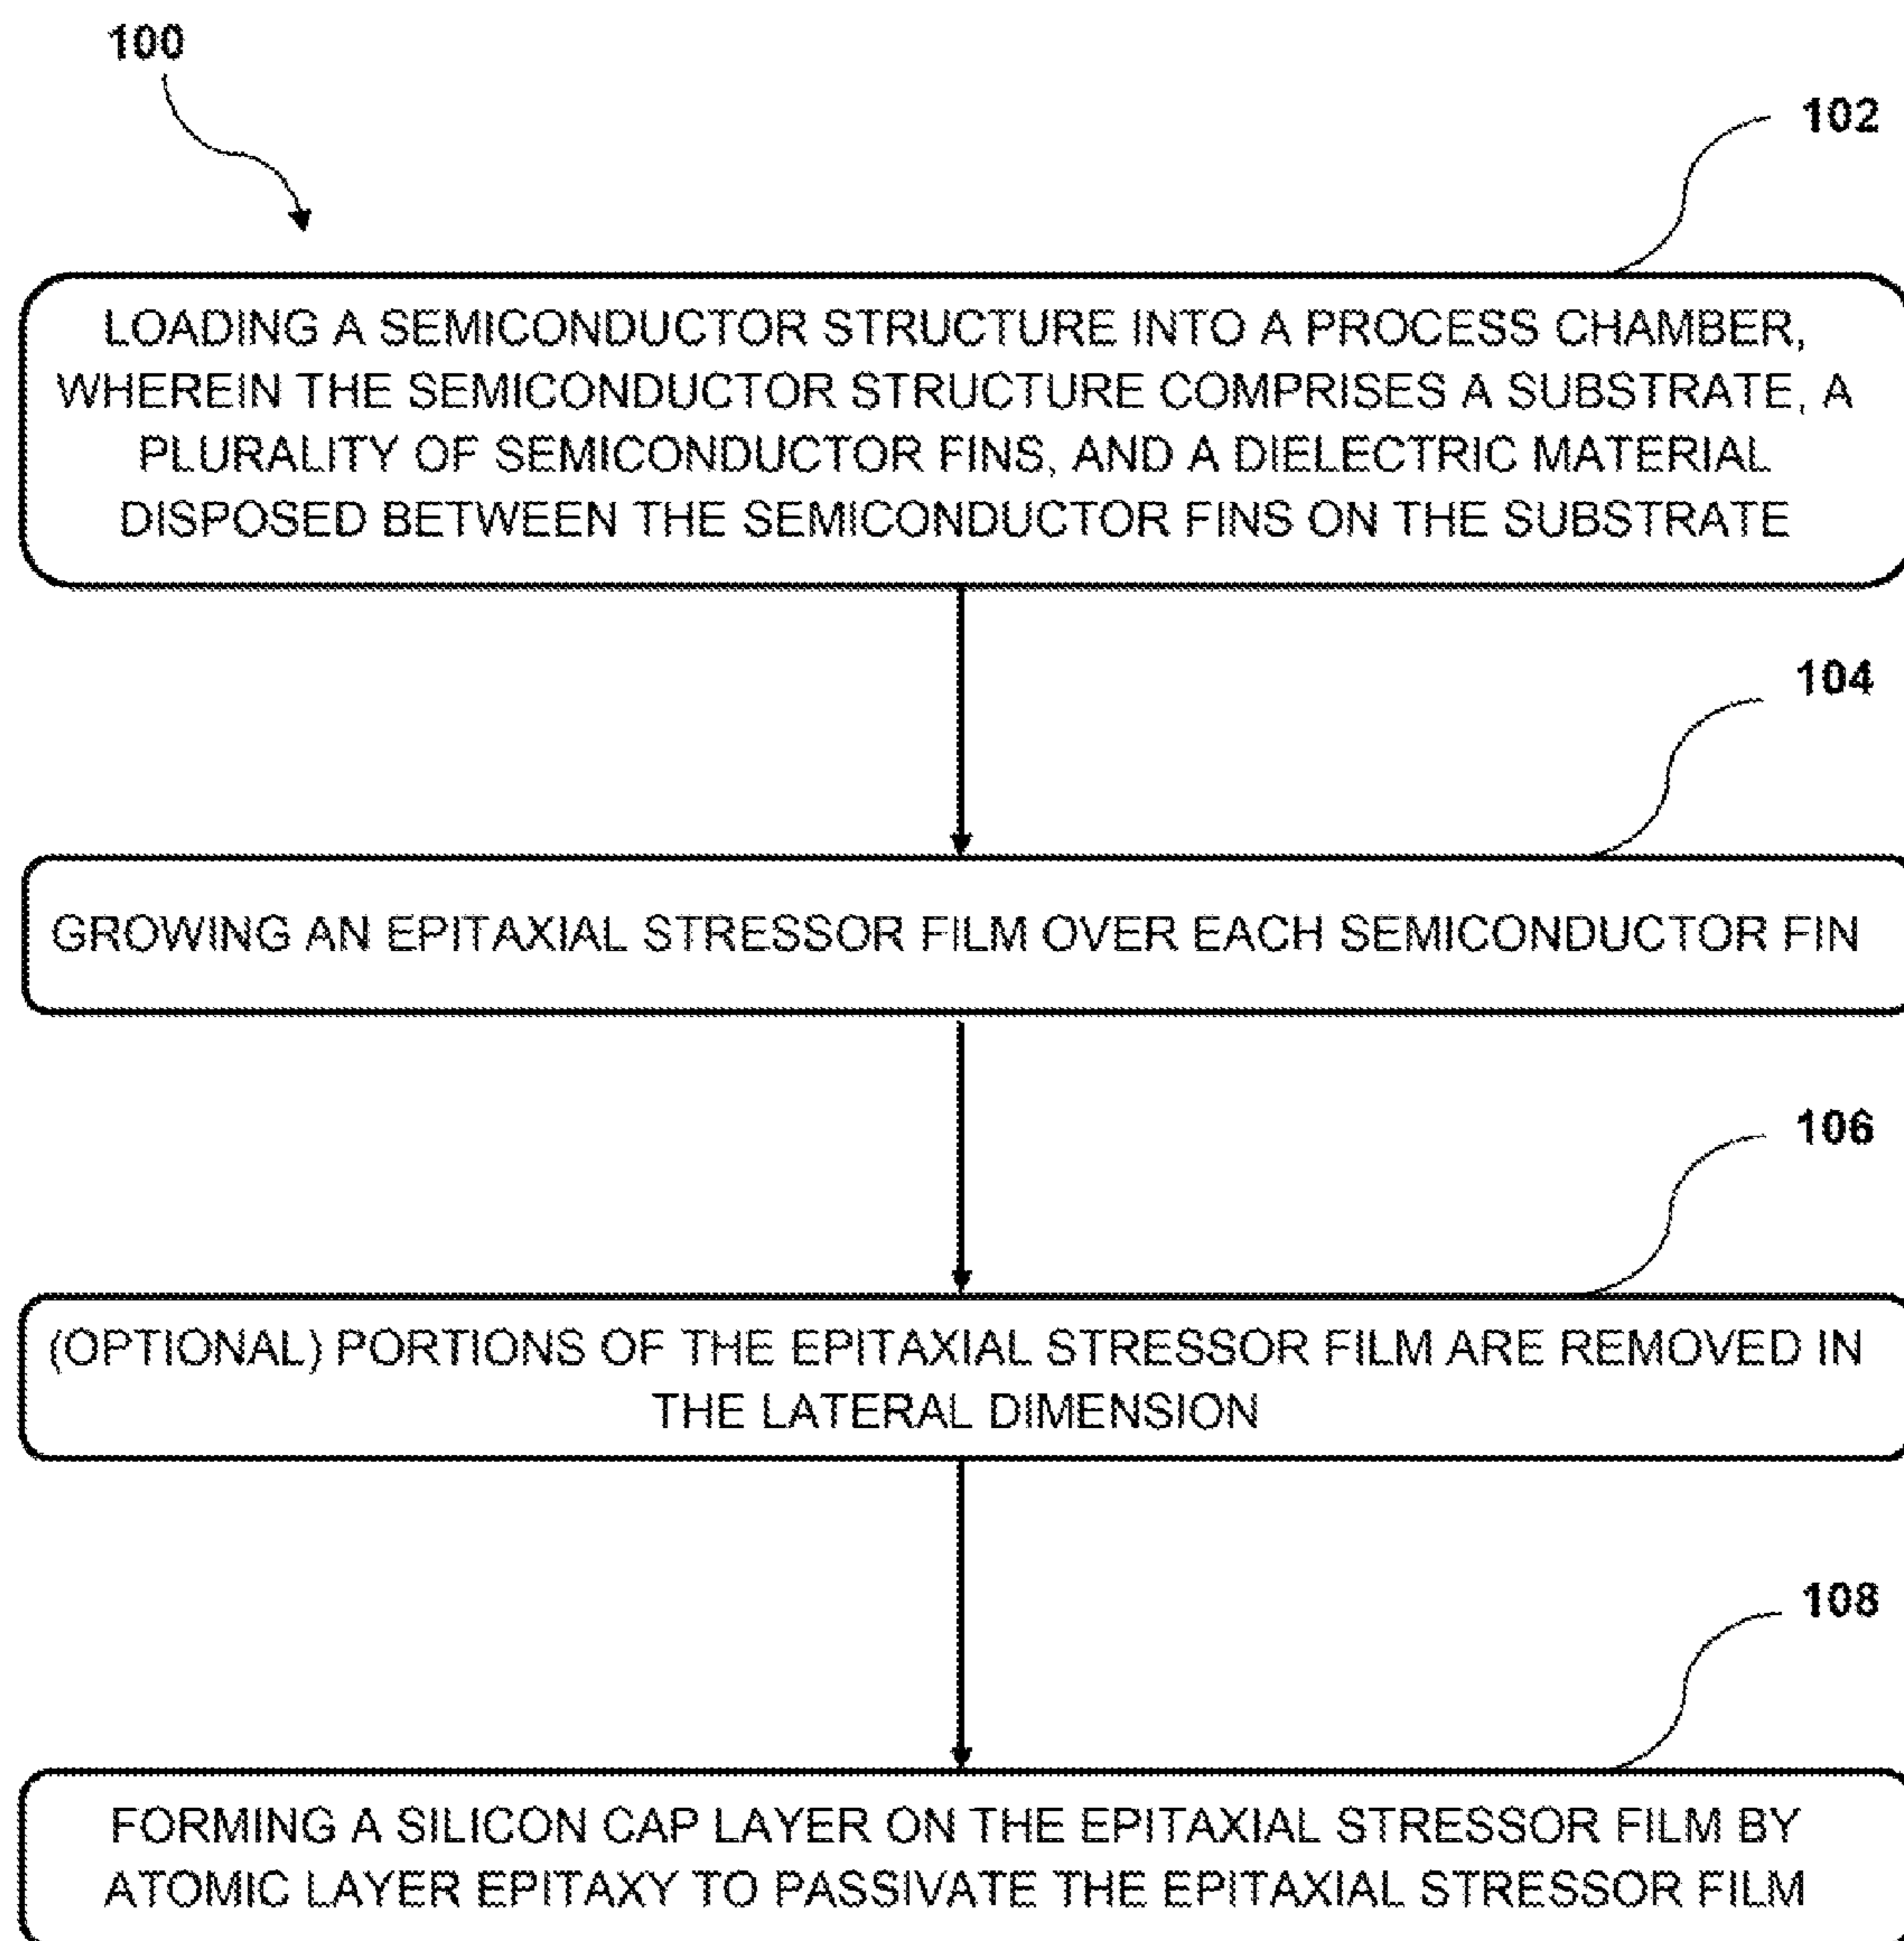 100
102
LOADING A SEMICONDUCTOR STRUCTURE INTO A PROCESS CHAMBER,
WHEREIN THE SEMICONDUCTOR STRUCTURE COMPRISES A SUBSTRATE, A
PLURALITY OF SEMICONDUCTOR FINS, AND A DIELECTRIC MATERIAL
DISPOSED BETWEEN THE SEMICONDUCTOR FINS ON THE SUBSTRATE
104
GROWING AN EPITAXIAL STRESSOR FILM OVER EACH SEMICONDUCTOR FIN
106
(OPTIONAL) PORTIONS OF THE EPITAXIAL STRESSOR FILM ARE REMOVED IN
THE LATERAL DIMENSION
108
FORMING A SILICON CAP LAYER ON THE EPITAXIAL STRESSOR FILM BY
ATOMIC LAYER EPITAXY TO PASSIVATE THE EPITAXIAL STRESSOR FILM